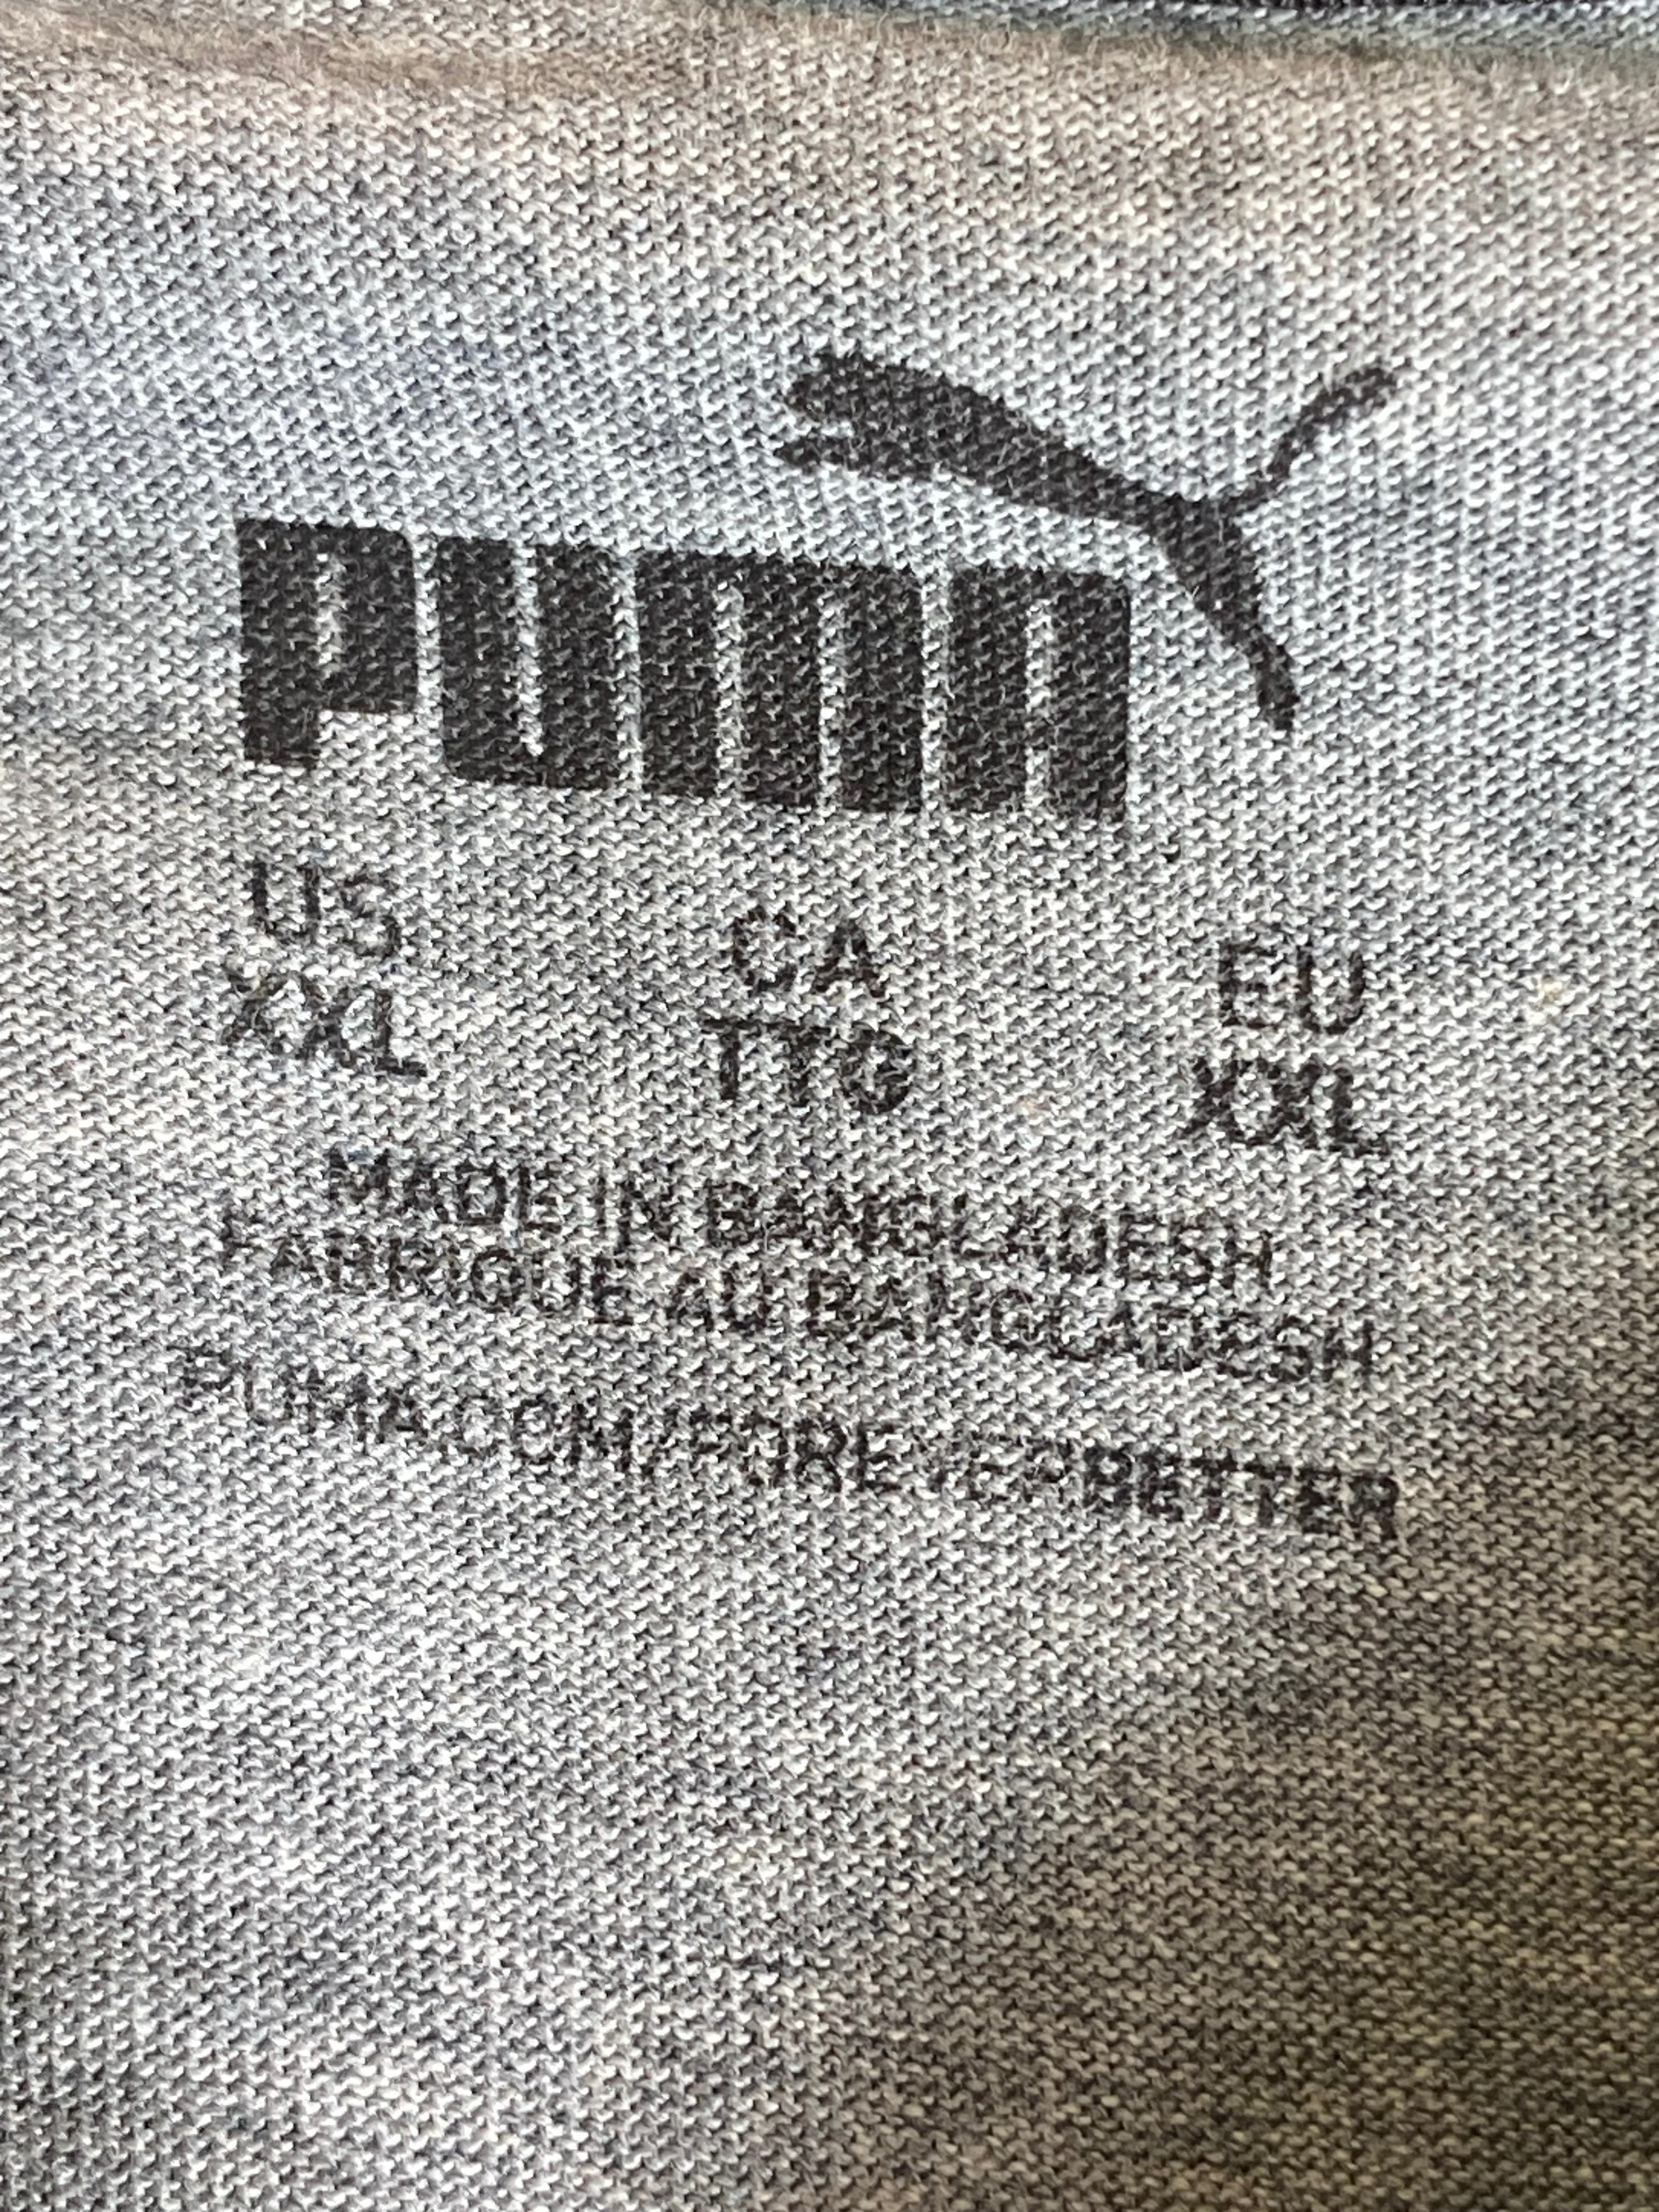 PUMA
US CA EU
XXL TTG XXL
MADE IN BANGLADESH
FABRIQUE AU BANGLADESH
PUMA.COM/FOREVERBETTER